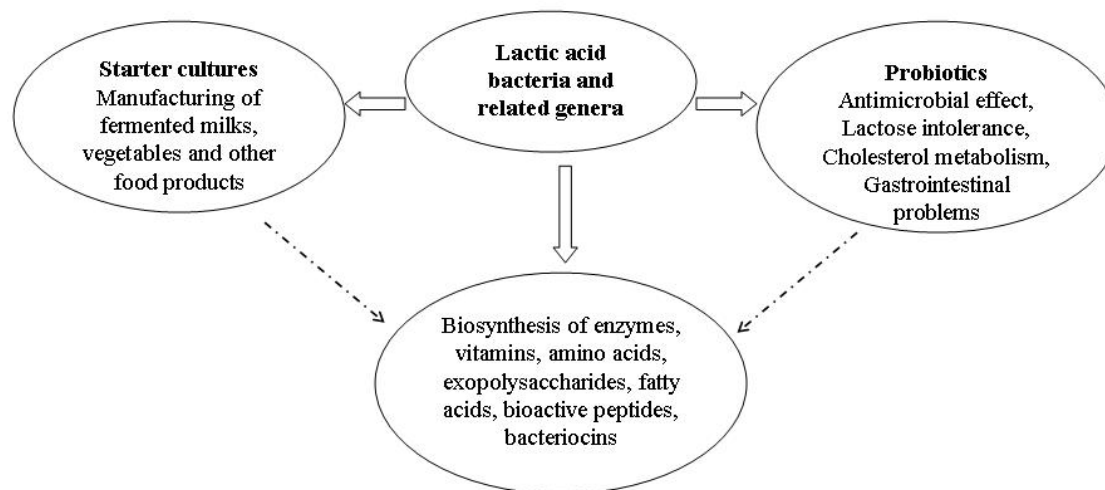 Starter cultures
Manufacturing of
fermented milks,
vegetables and other
food products
Lactic acid
bacteria and
related genera
Probiotics
Antimicrobial effect,
Lactose intolerance,
Cholesterol metabolism,
Gastrointestinal
problems
Biosynthesis of enzymes,
vitamins, amino acids,
exopolysaccharides, fatty
acids, bioactive peptides,
bacteriocins